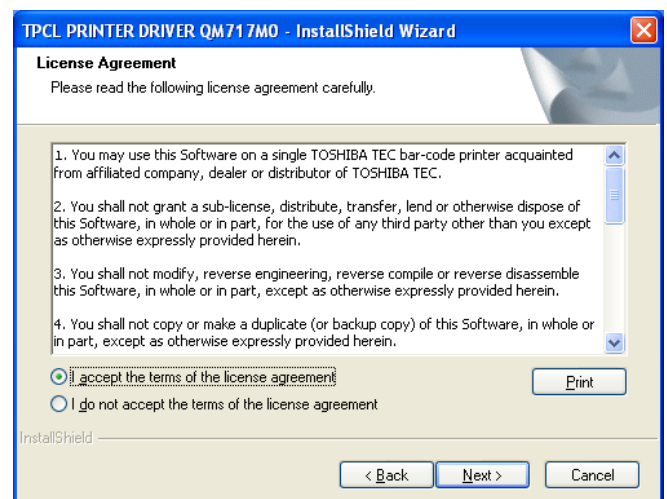 TPCL PRINTER DRIVER QM717M0 - InstallShield Wizard
License Agreement
Please read the following license agreement carefully.
1. You may use this Software on a single TOSHIBA TEC bar-code printer acquainted
from affiliated company, dealer or distributor of TOSHIBA TEC.
2. You shall not grant a sub-license, distribute, transfer, lend or otherwise dispose of
this Software, in whole or in part, for the use of any third party other than you except
as otherwise expressly provided herein.
3. You shall not modify, reverse engineering, reverse compile or reverse disassemble
this Software, in whole or in part, except as otherwise expressly provided herein.
4. You shall not copy or make a duplicate (or backup copy) of this Software, in whole or
in part, except as otherwise expressly provided herein.
I accept the terms of the license agreement
Print
I do not accept the terms of the license agreement
InstallShield
< Back
Next >
Cancel